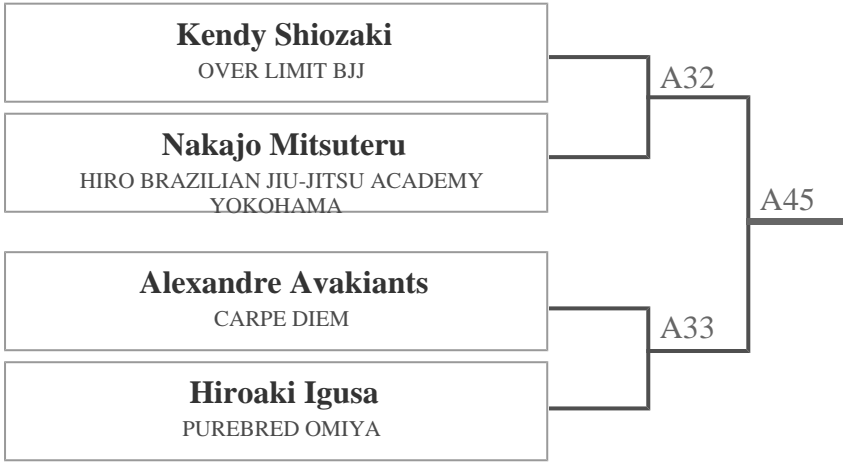 Kendy Shiozaki
OVER LIMIT BJJ
A32
Nakajo Mitsuteru
HIRO BRAZILIAN JIU-JITSU ACADEMY
YOKOHAMA
A45
Alexandre Avakiants
CARPE DIEM
A33
Hiroaki Igusa
PUREBRED OMIYA